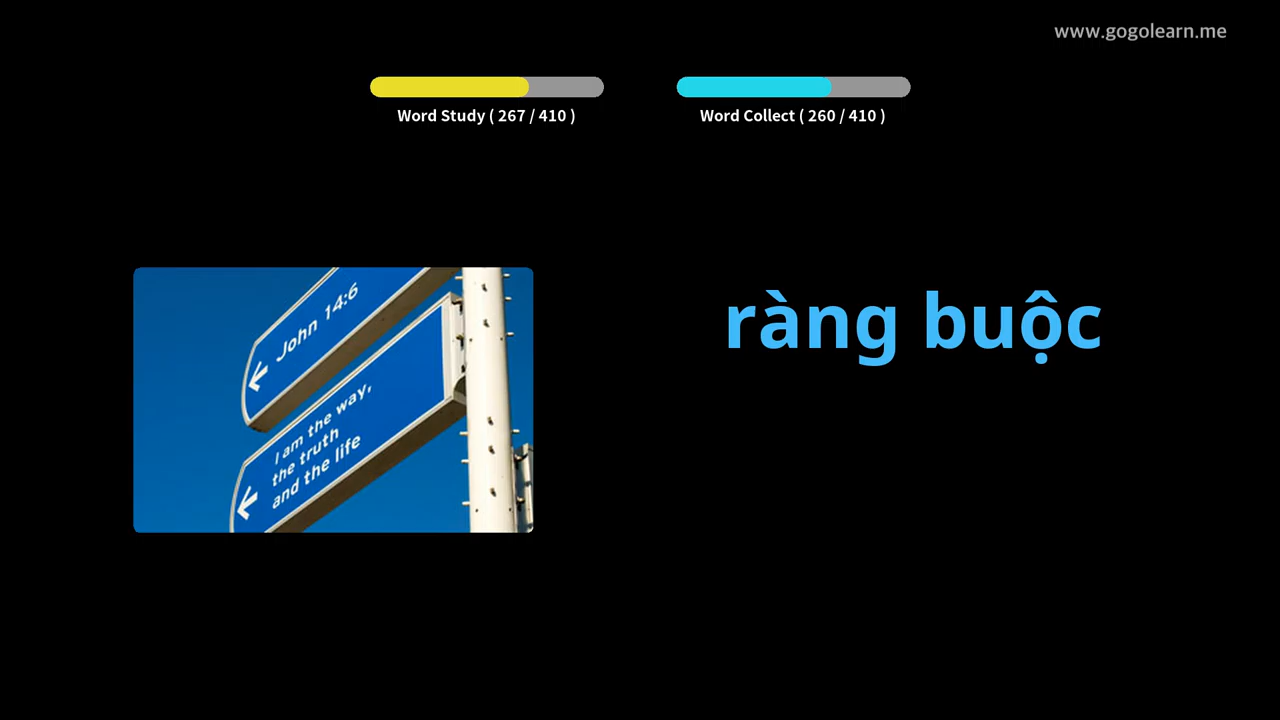 www.gogolearn.me
Word Study ( 267 / 410 )
Word Collect ( 260 / 410 )
John 14:6
I am the way,
the truth
and the life
ràng buộc